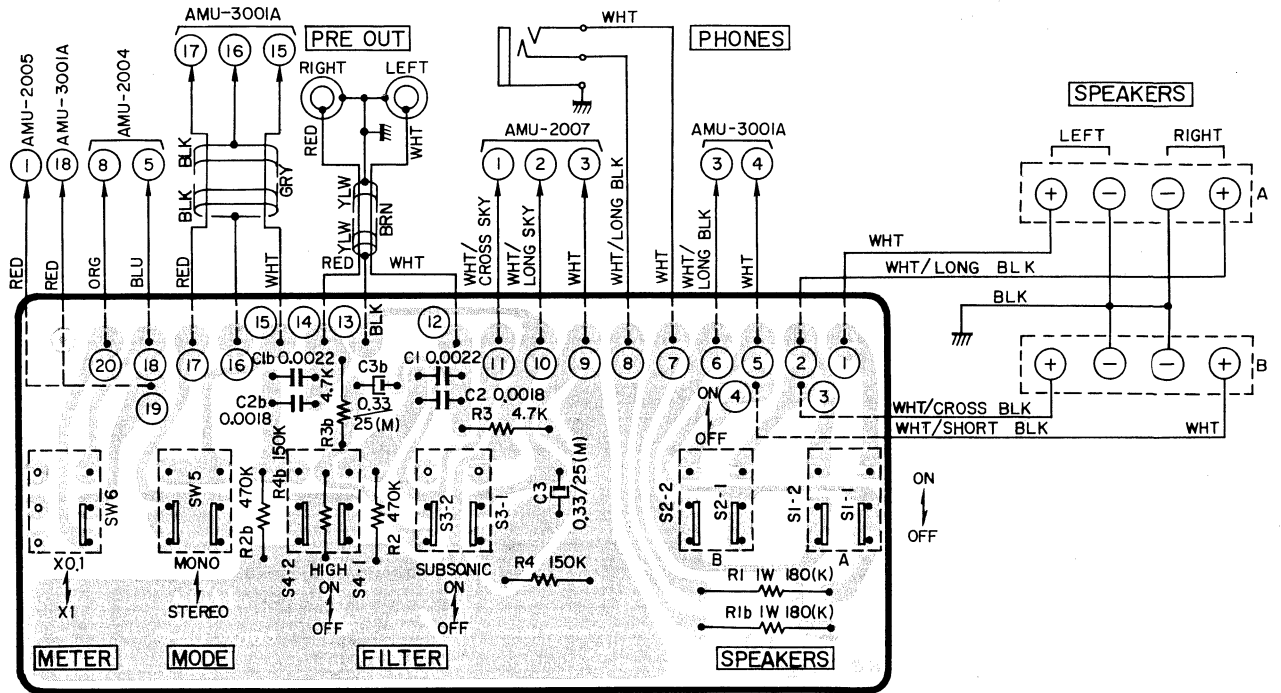 AMU-3001A
17 16 15
PRE OUT
RIGHT LEFT
WHT
PHONES
AMU-2005
AMU-3001A
AMU-2004
1 18 8 5
BLK
BLK
GRY
RED
WHT
YLW
YLW
BRN
AMU-2007
1 2 3
WHT/LONG BLK
AMU-3001A
3 4
SPEAKERS
LEFT RIGHT
+ − − + A
RED
RED
ORG
BLU
RED
WHT
RED
WHT
WHT/CROSS SKY
WHT/LONG SKY
WHT
WHT
WHT/LONG BLK
WHT
WHT
WHT/LONG BLK
BLK
BLK
+ − − + B
WHT/CROSS BLK
WHT/SHORT BLK WHT
15 14 13 12
20 18 17 16 11 10 9 8 7 6 5 2 1
19 4 3
C1b 0.0022
C2b 0.0018
4.7K
R3b
C3b
0.33
25(M)
C1 0.0022
C2 0.0018
R3 4.7K
ON
OFF
SW6
SW5
R2b 470K
R4b 150K
R2 470K
S4-2
S4-1
S3-2
S3-1
C3
0.33/25(M)
S2-2
S2-1
S1-2
S1-1
ON
OFF
X0.1
X1
MONO
STEREO
HIGH
ON
OFF
SUBSONIC
ON
OFF
R4 150K
B
A
R1 1W 180(K)
R1b 1W 180(K)
METER
MODE
FILTER
SPEAKERS